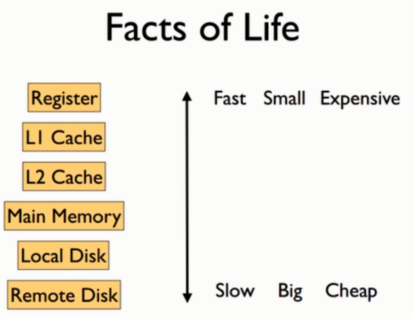 Facts of Life
Register
Fast Small Expensive
L1 Cache
L2 Cache
Main Memory
Local Disk
Remote Disk
Slow Big Cheap